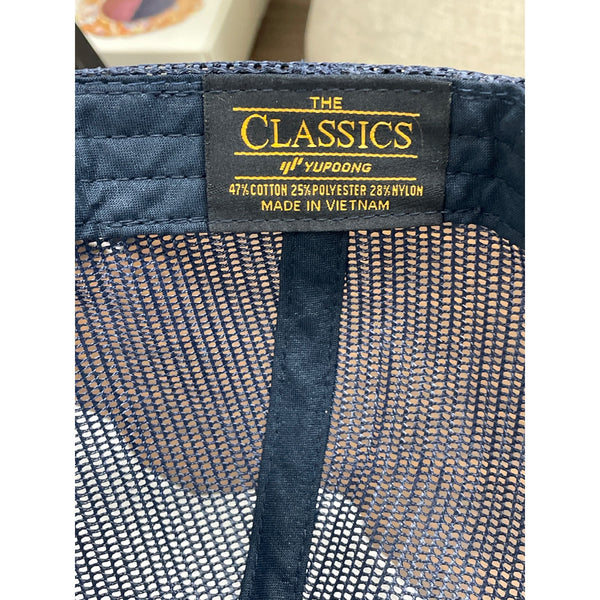 THE
CLASSICS
YUPOONG
47% COTTON 25% POLYESTER 28% NYLON
MADE IN VIETNAM